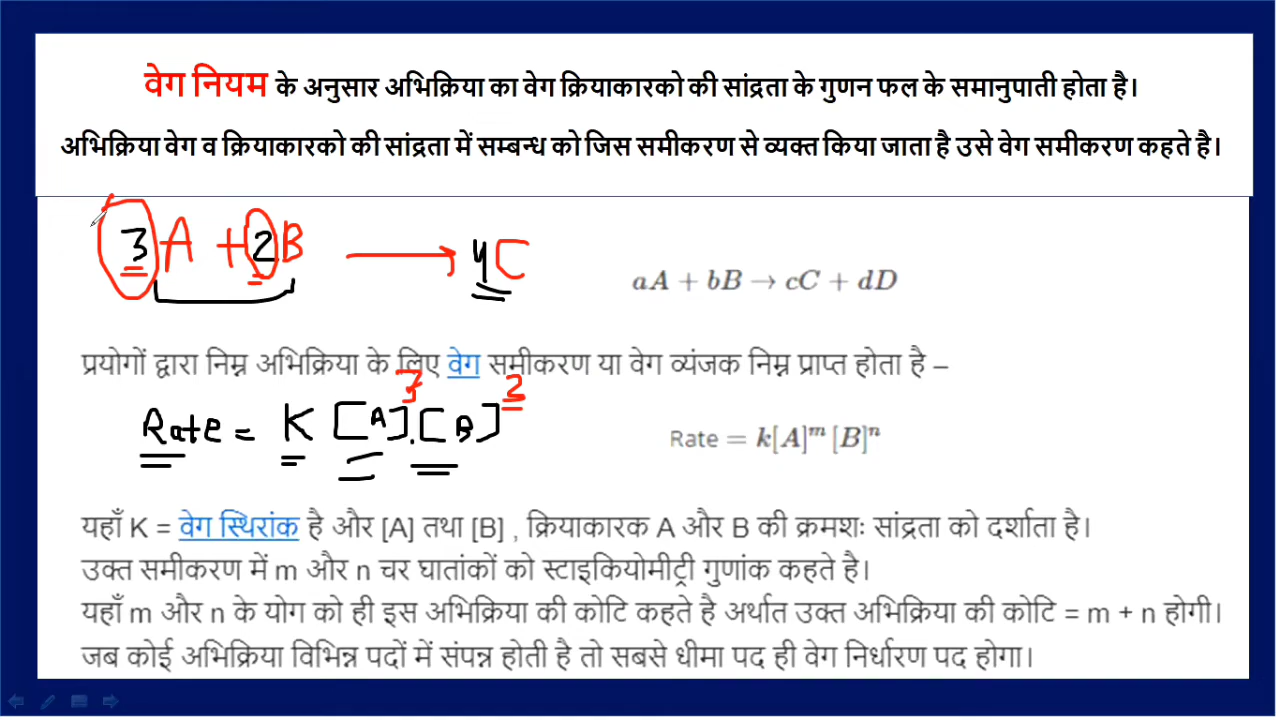 वेग नियम के अनुसार अभिक्रिया का वेग क्रियाकारको की सांद्रता के गुणन फल के समानुपाती होता है।
अभिक्रिया वेग व क्रियाकारको की सांद्रता में सम्बन्ध को जिस समीकरण से व्यक्त किया जाता है उसे वेग समीकरण कहते है।
3A + 2B → 4C
aA + bB → cC + dD
प्रयोगों द्वारा निम्न अभिक्रिया के लिए वेग समीकरण या वेग व्यंजक निम्न प्राप्त होता है –
Rate = K [A]³.[B]²
Rate = k[A]ᵐ [B]ⁿ
यहाँ K = वेग स्थिरांक है और [A] तथा [B] , क्रियाकारक A और B की क्रमशः सांद्रता को दर्शाता है।
उक्त समीकरण में m और n चर घातांकों को स्टाइकियोमीट्री गुणांक कहते है।
यहाँ m और n के योग को ही इस अभिक्रिया की कोटि कहते है अर्थात उक्त अभिक्रिया की कोटि = m + n होगी।
जब कोई अभिक्रिया विभिन्न पदों में संपन्न होती है तो सबसे धीमा पद ही वेग निर्धारण पद होगा।